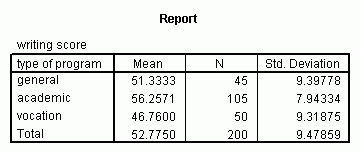 Report
writing score
type of program Mean N Std. Deviation
general 51.3333 45 9.39778
academic 56.2571 105 7.94334
vocation 46.7600 50 9.31875
Total 52.7750 200 9.47859